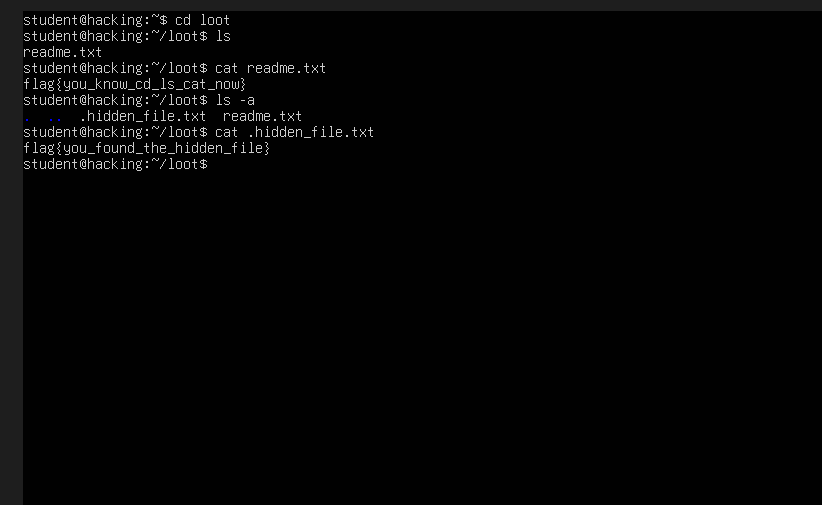 student@hacking:~$ cd loot
student@hacking:~/loot$ ls
readme.txt
student@hacking:~/loot$ cat readme.txt
flag{you_know_cd_ls_cat_now}
student@hacking:~/loot$ ls -a
.  ..  .hidden_file.txt  readme.txt
student@hacking:~/loot$ cat .hidden_file.txt
flag{you_found_the_hidden_file}
student@hacking:~/loot$